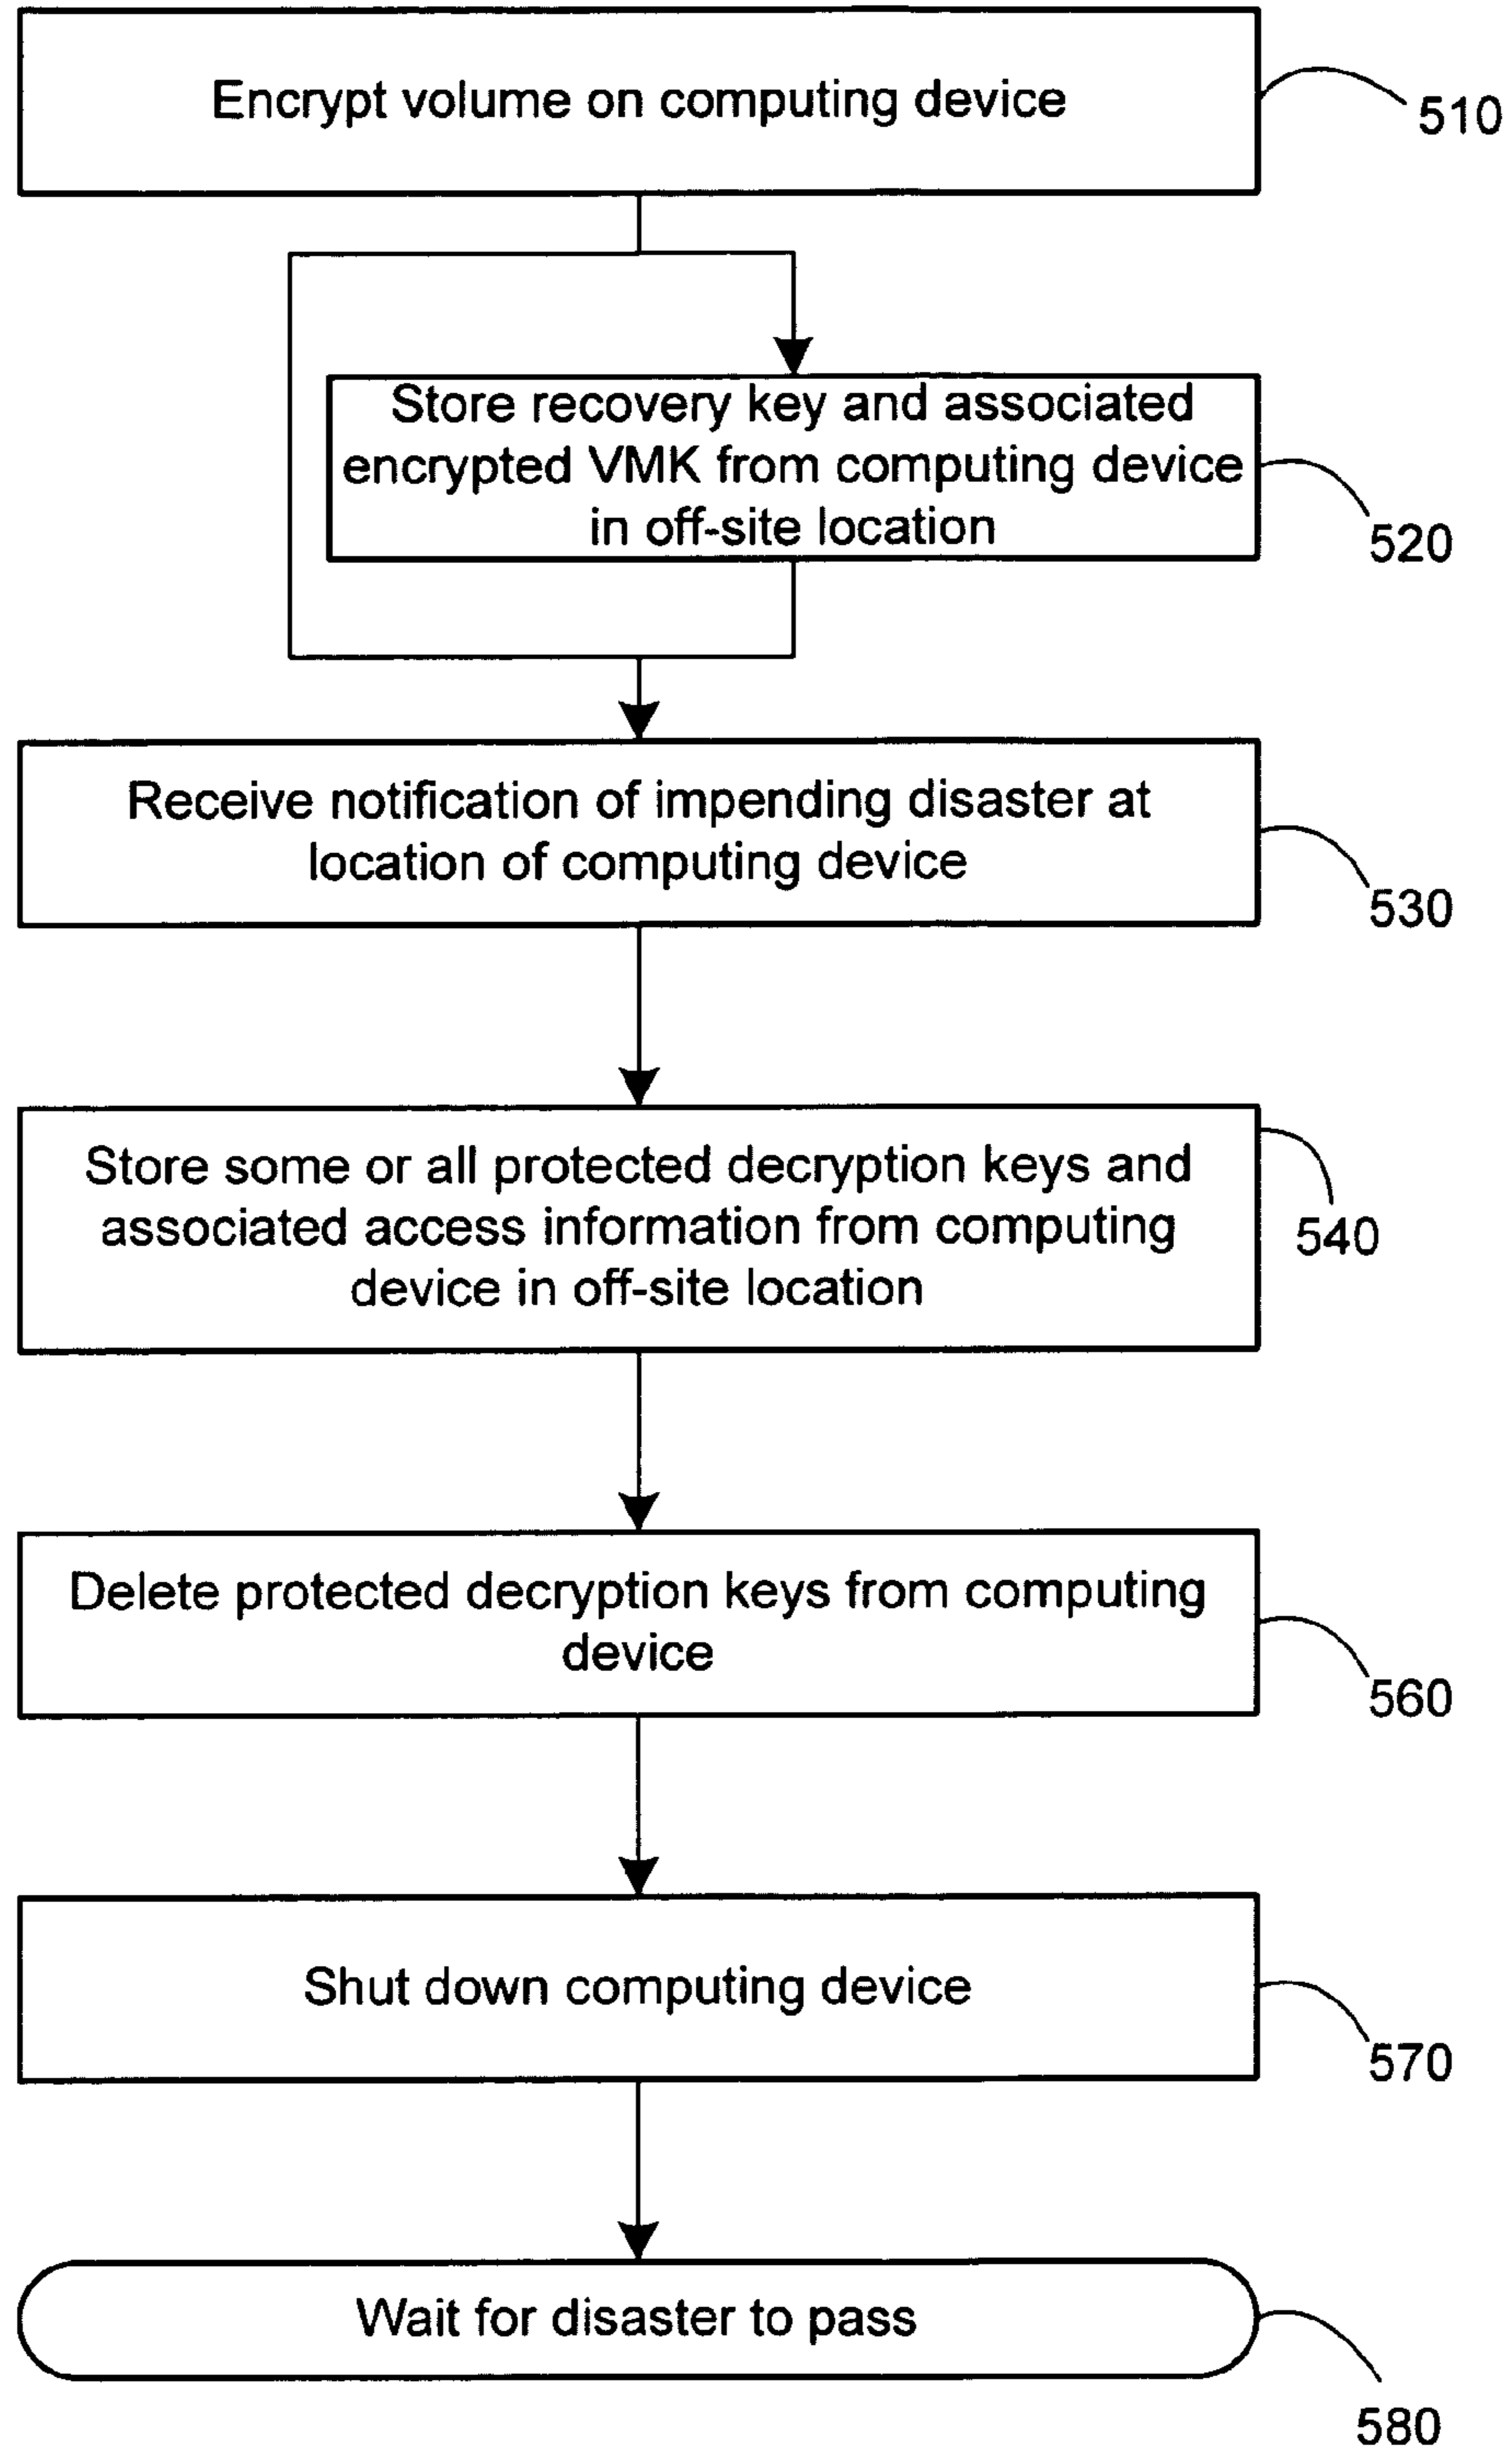 Encrypt volume on computing device
510
Store recovery key and associated
encrypted VMK from computing device
in off-site location
520
Receive notification of impending disaster at
location of computing device
530
Store some or all protected decryption keys and
associated access information from computing
device in off-site location
540
Delete protected decryption keys from computing
device
560
Shut down computing device
570
Wait for disaster to pass
580